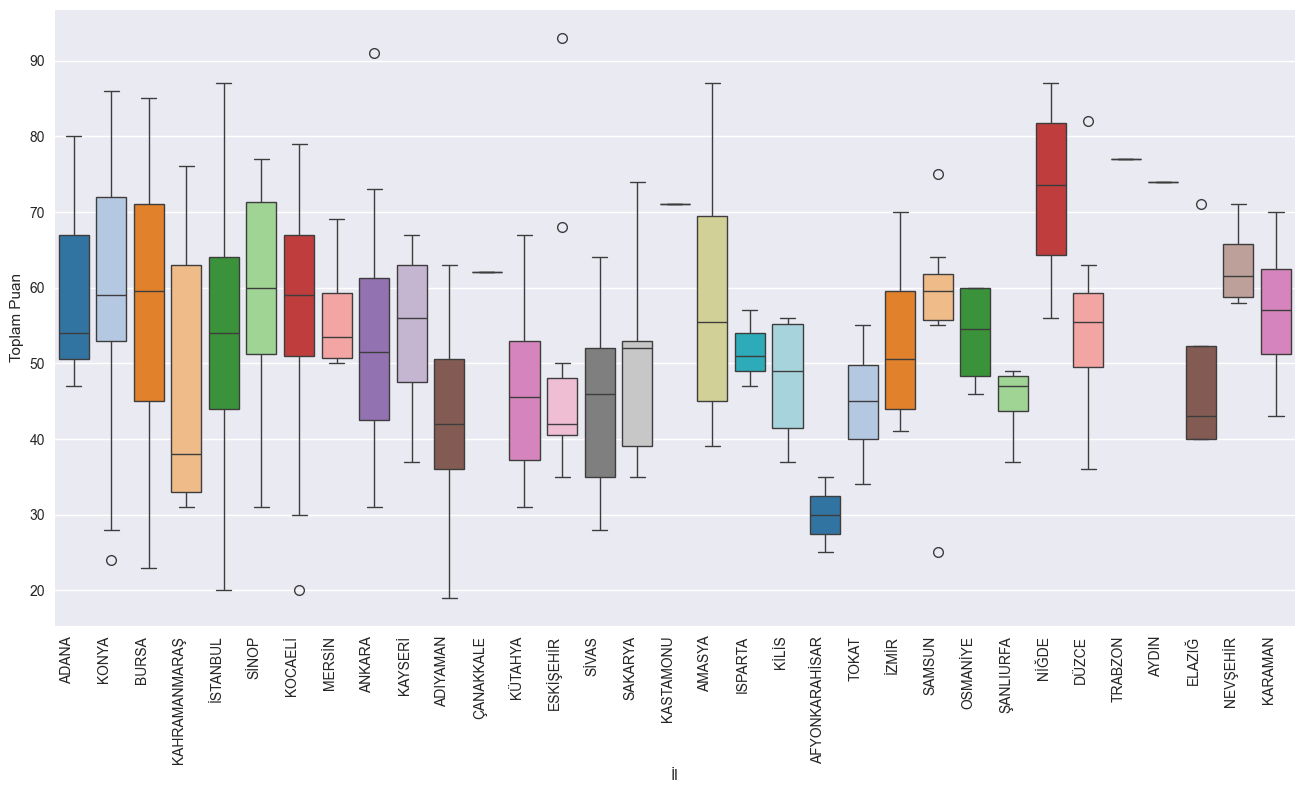 90
80
70
60
50
40
30
20
Toplam Puan
ADANA
KONYA
BURSA
KAHRAMANMARAŞ
İSTANBUL
SİNOP
KOCAELİ
MERSİN
ANKARA
KAYSERİ
ADIYAMAN
ÇANAKKALE
KÜTAHYA
ESKİŞEHİR
SİVAS
SAKARYA
KASTAMONU
AMASYA
ISPARTA
KİLİS
AFYONKARAHİSAR
TOKAT
İZMİR
SAMSUN
OSMANİYE
ŞANLIURFA
NİĞDE
DÜZCE
TRABZON
AYDIN
ELAZIĞ
NEVŞEHİR
KARAMAN
İl